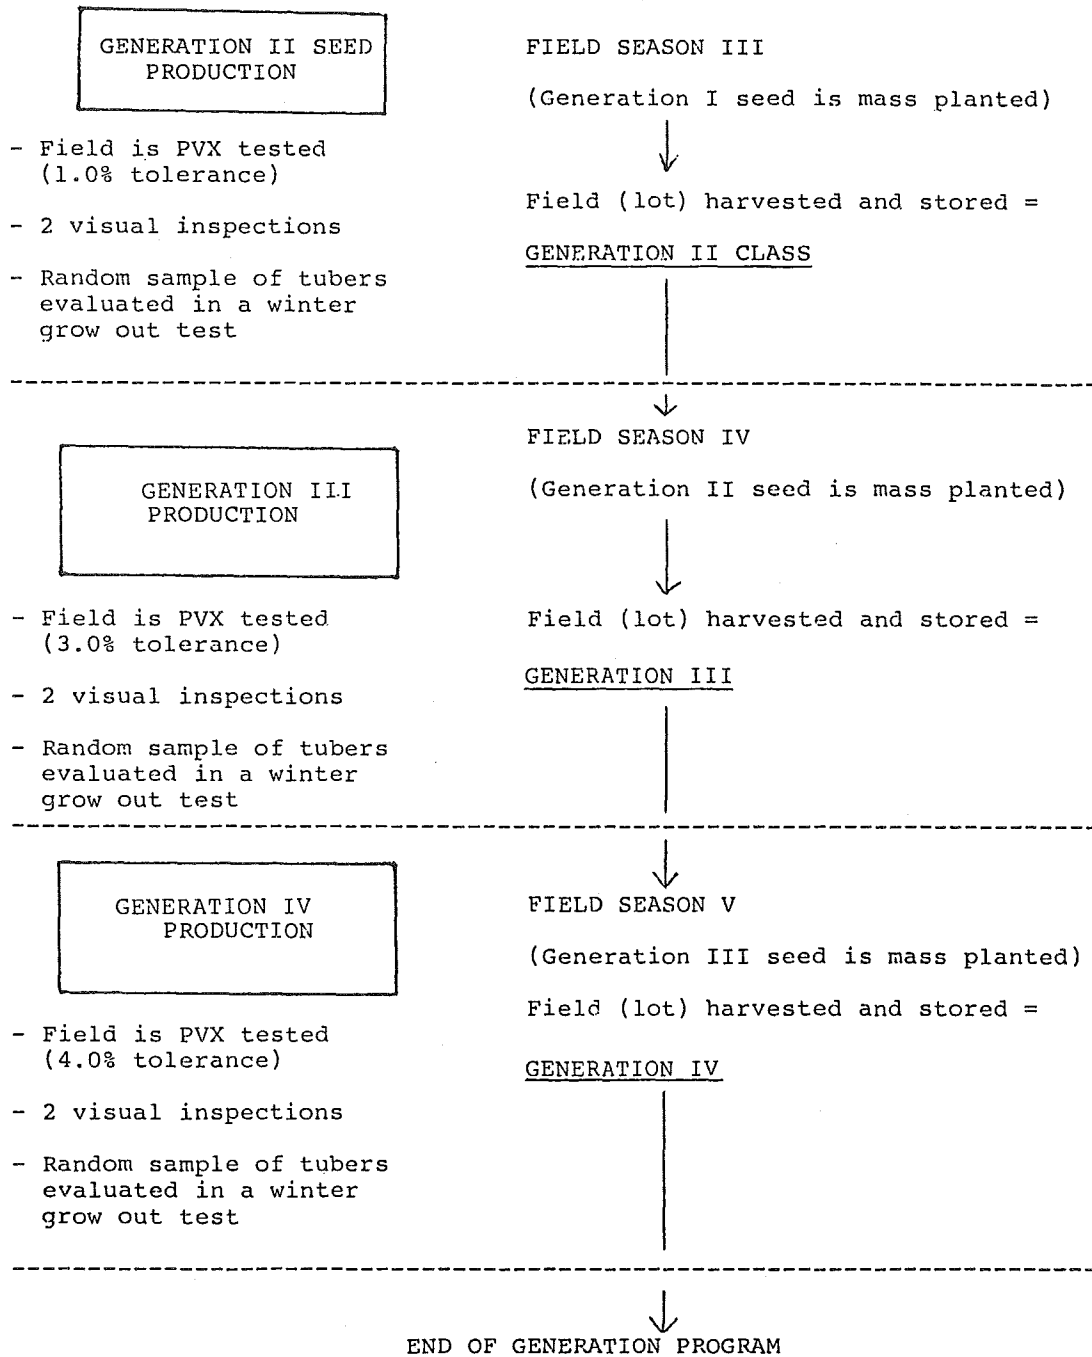 GENERATION II SEED
PRODUCTION
- Field is PVX tested
(1.0% tolerance)
- 2 visual inspections
- Random sample of tubers
evaluated in a winter
grow out test
FIELD SEASON III
(Generation I seed is mass planted)
Field (lot) harvested and stored =
GENERATION II CLASS
GENERATION III
PRODUCTION
- Field is PVX tested
(3.0% tolerance)
- 2 visual inspections
- Random sample of tubers
evaluated in a winter
grow out test
FIELD SEASON IV
(Generation II seed is mass planted)
Field (lot) harvested and stored =
GENERATION III
GENERATION IV
PRODUCTION
- Field is PVX tested
(4.0% tolerance)
- 2 visual inspections
- Random sample of tubers
evaluated in a winter
grow out test
FIELD SEASON V
(Generation III seed is mass planted)
Field (lot) harvested and stored =
GENERATION IV
END OF GENERATION PROGRAM